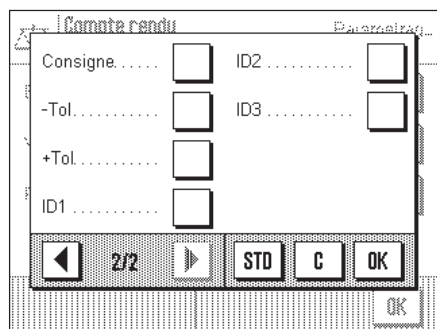 Compte rendu
Consigne......
-Tol...........
+Tol...........
ID1 ...........
ID2 ...........
ID3 ...........
2/2
STD
C
OK
OK